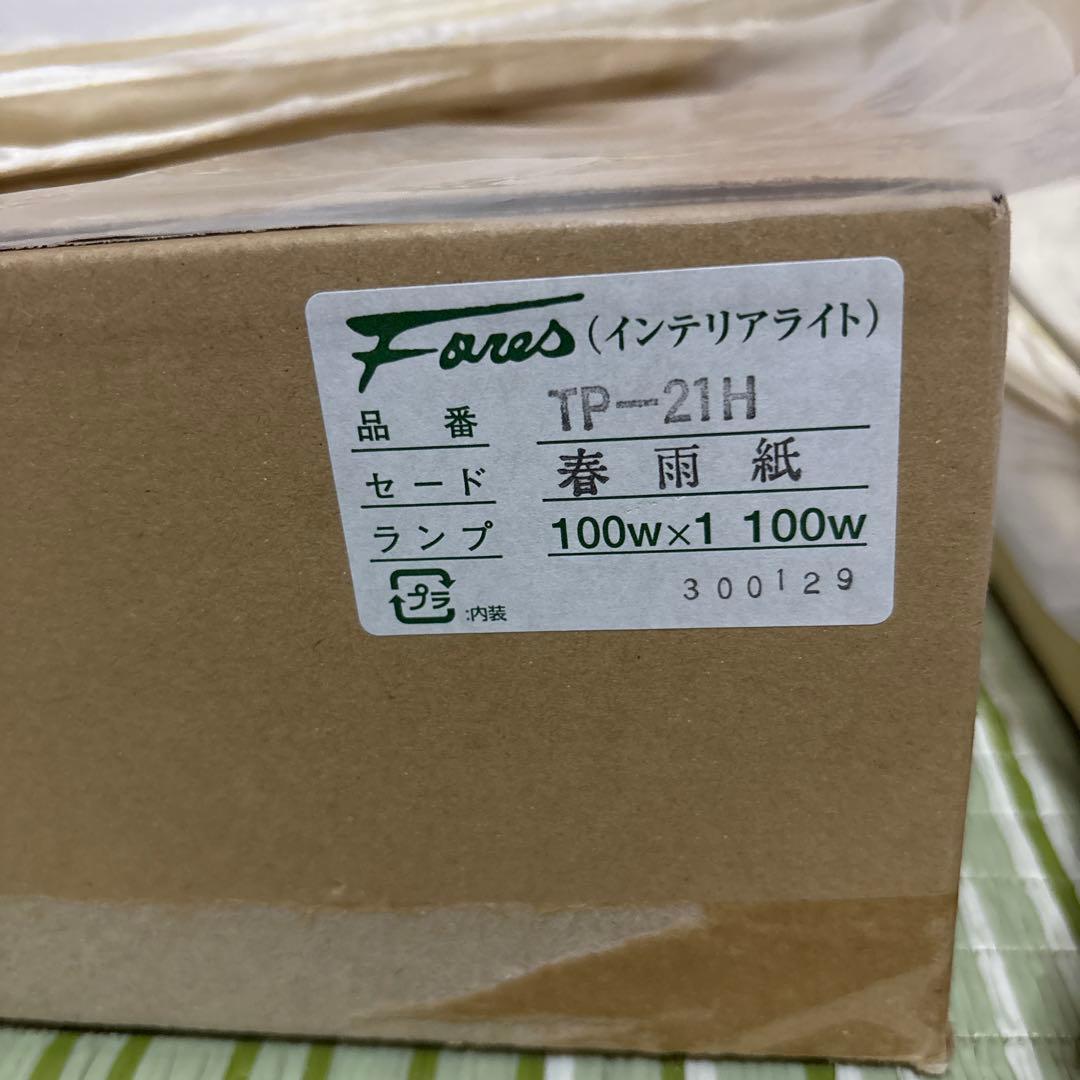 Fores (インテリアライト)
品番 TP-21H
セード 春雨紙
ランプ 100w×1 100w
プラ :内装 300129